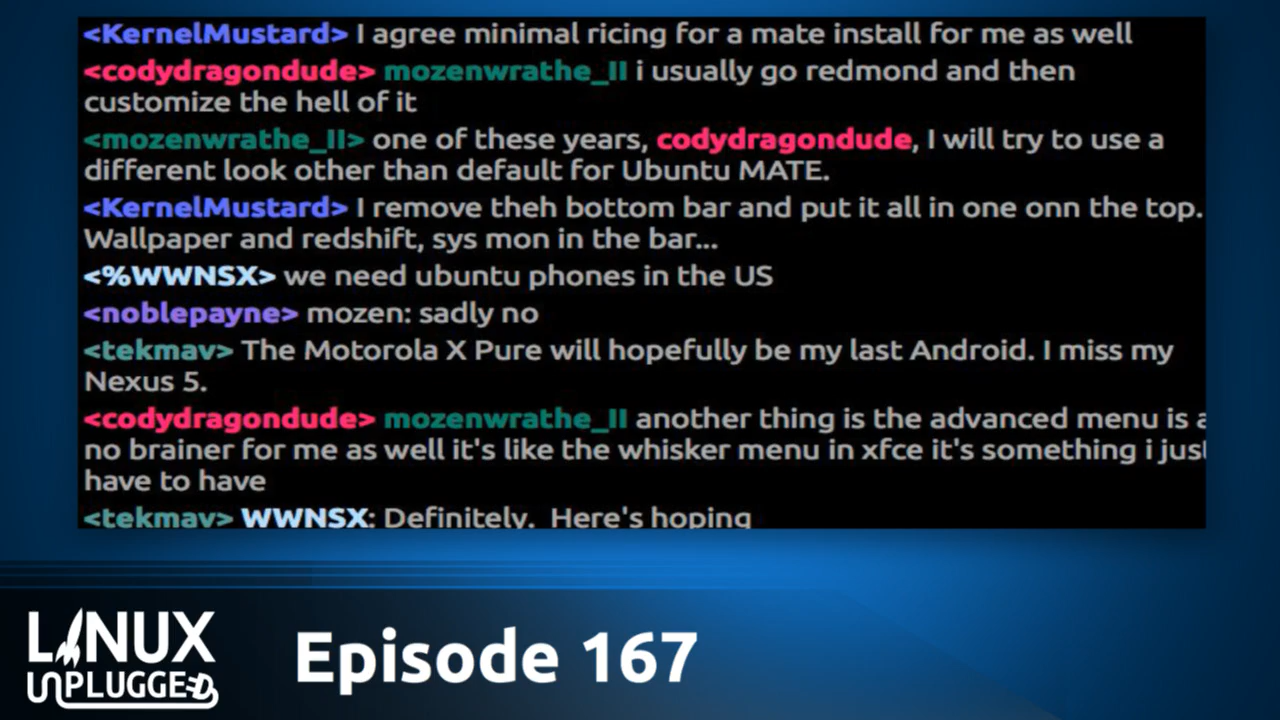 <KernelMustard> I agree minimal ricing for a mate install for me as well
<codydragondude> mozenwrathe_II i usually go redmond and then
customize the hell of it
<mozenwrathe_II> one of these years, codydragondude, I will try to use a
different look other than default for Ubuntu MATE.
<KernelMustard> I remove theh bottom bar and put it all in one onn the top.
Wallpaper and redshift, sys mon in the bar...
<%WWNSX> we need ubuntu phones in the US
<noblepayne> mozen: sadly no
<tekmav> The Motorola X Pure will hopefully be my last Android. I miss my
Nexus 5.
<codydragondude> mozenwrathe_II another thing is the advanced menu is a
no brainer for me as well it's like the whisker menu in xfce it's something i just
have to have
<tekmav> WWNSX: Definitely.  Here's hoping
LINUX
UNPLUGGED
Episode 167